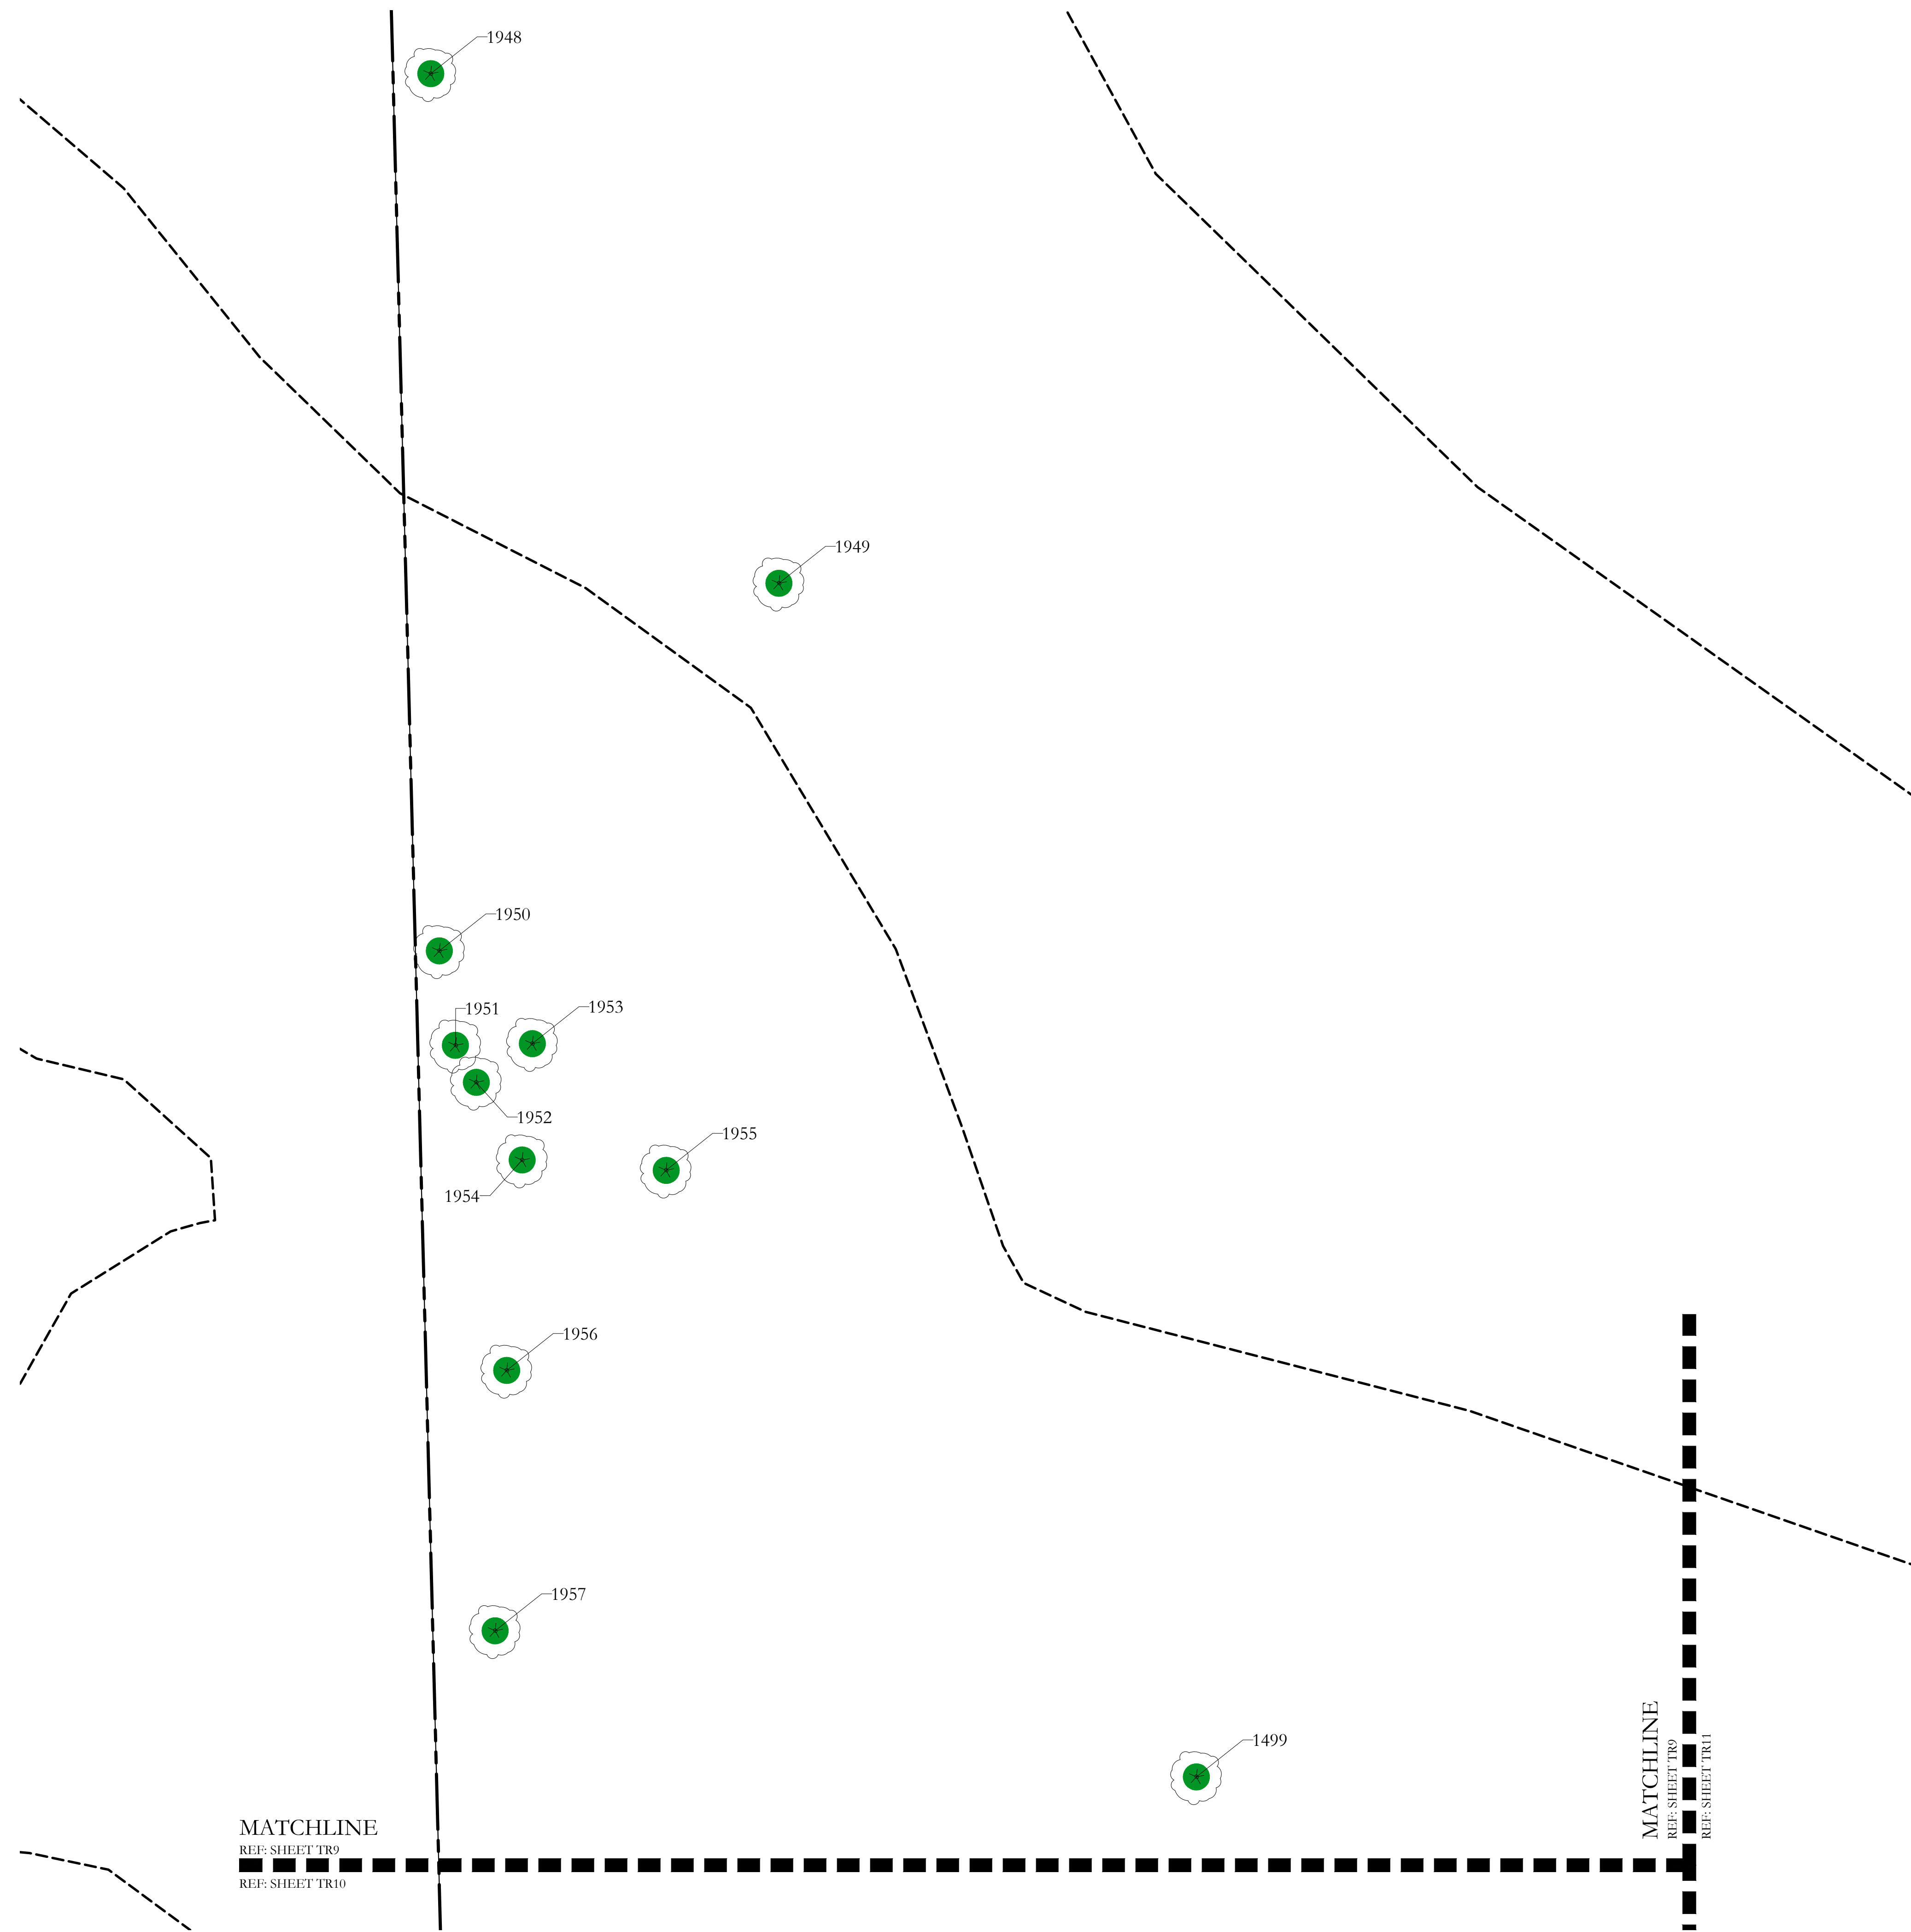 1948
1949
1950
1951
1953
1952
1955
1954
1956
1957
1499
MATCHLINE
REF: SHEET TR9
REF: SHEET TR11
MATCHLINE
REF: SHEET TR9
REF: SHEET TR10